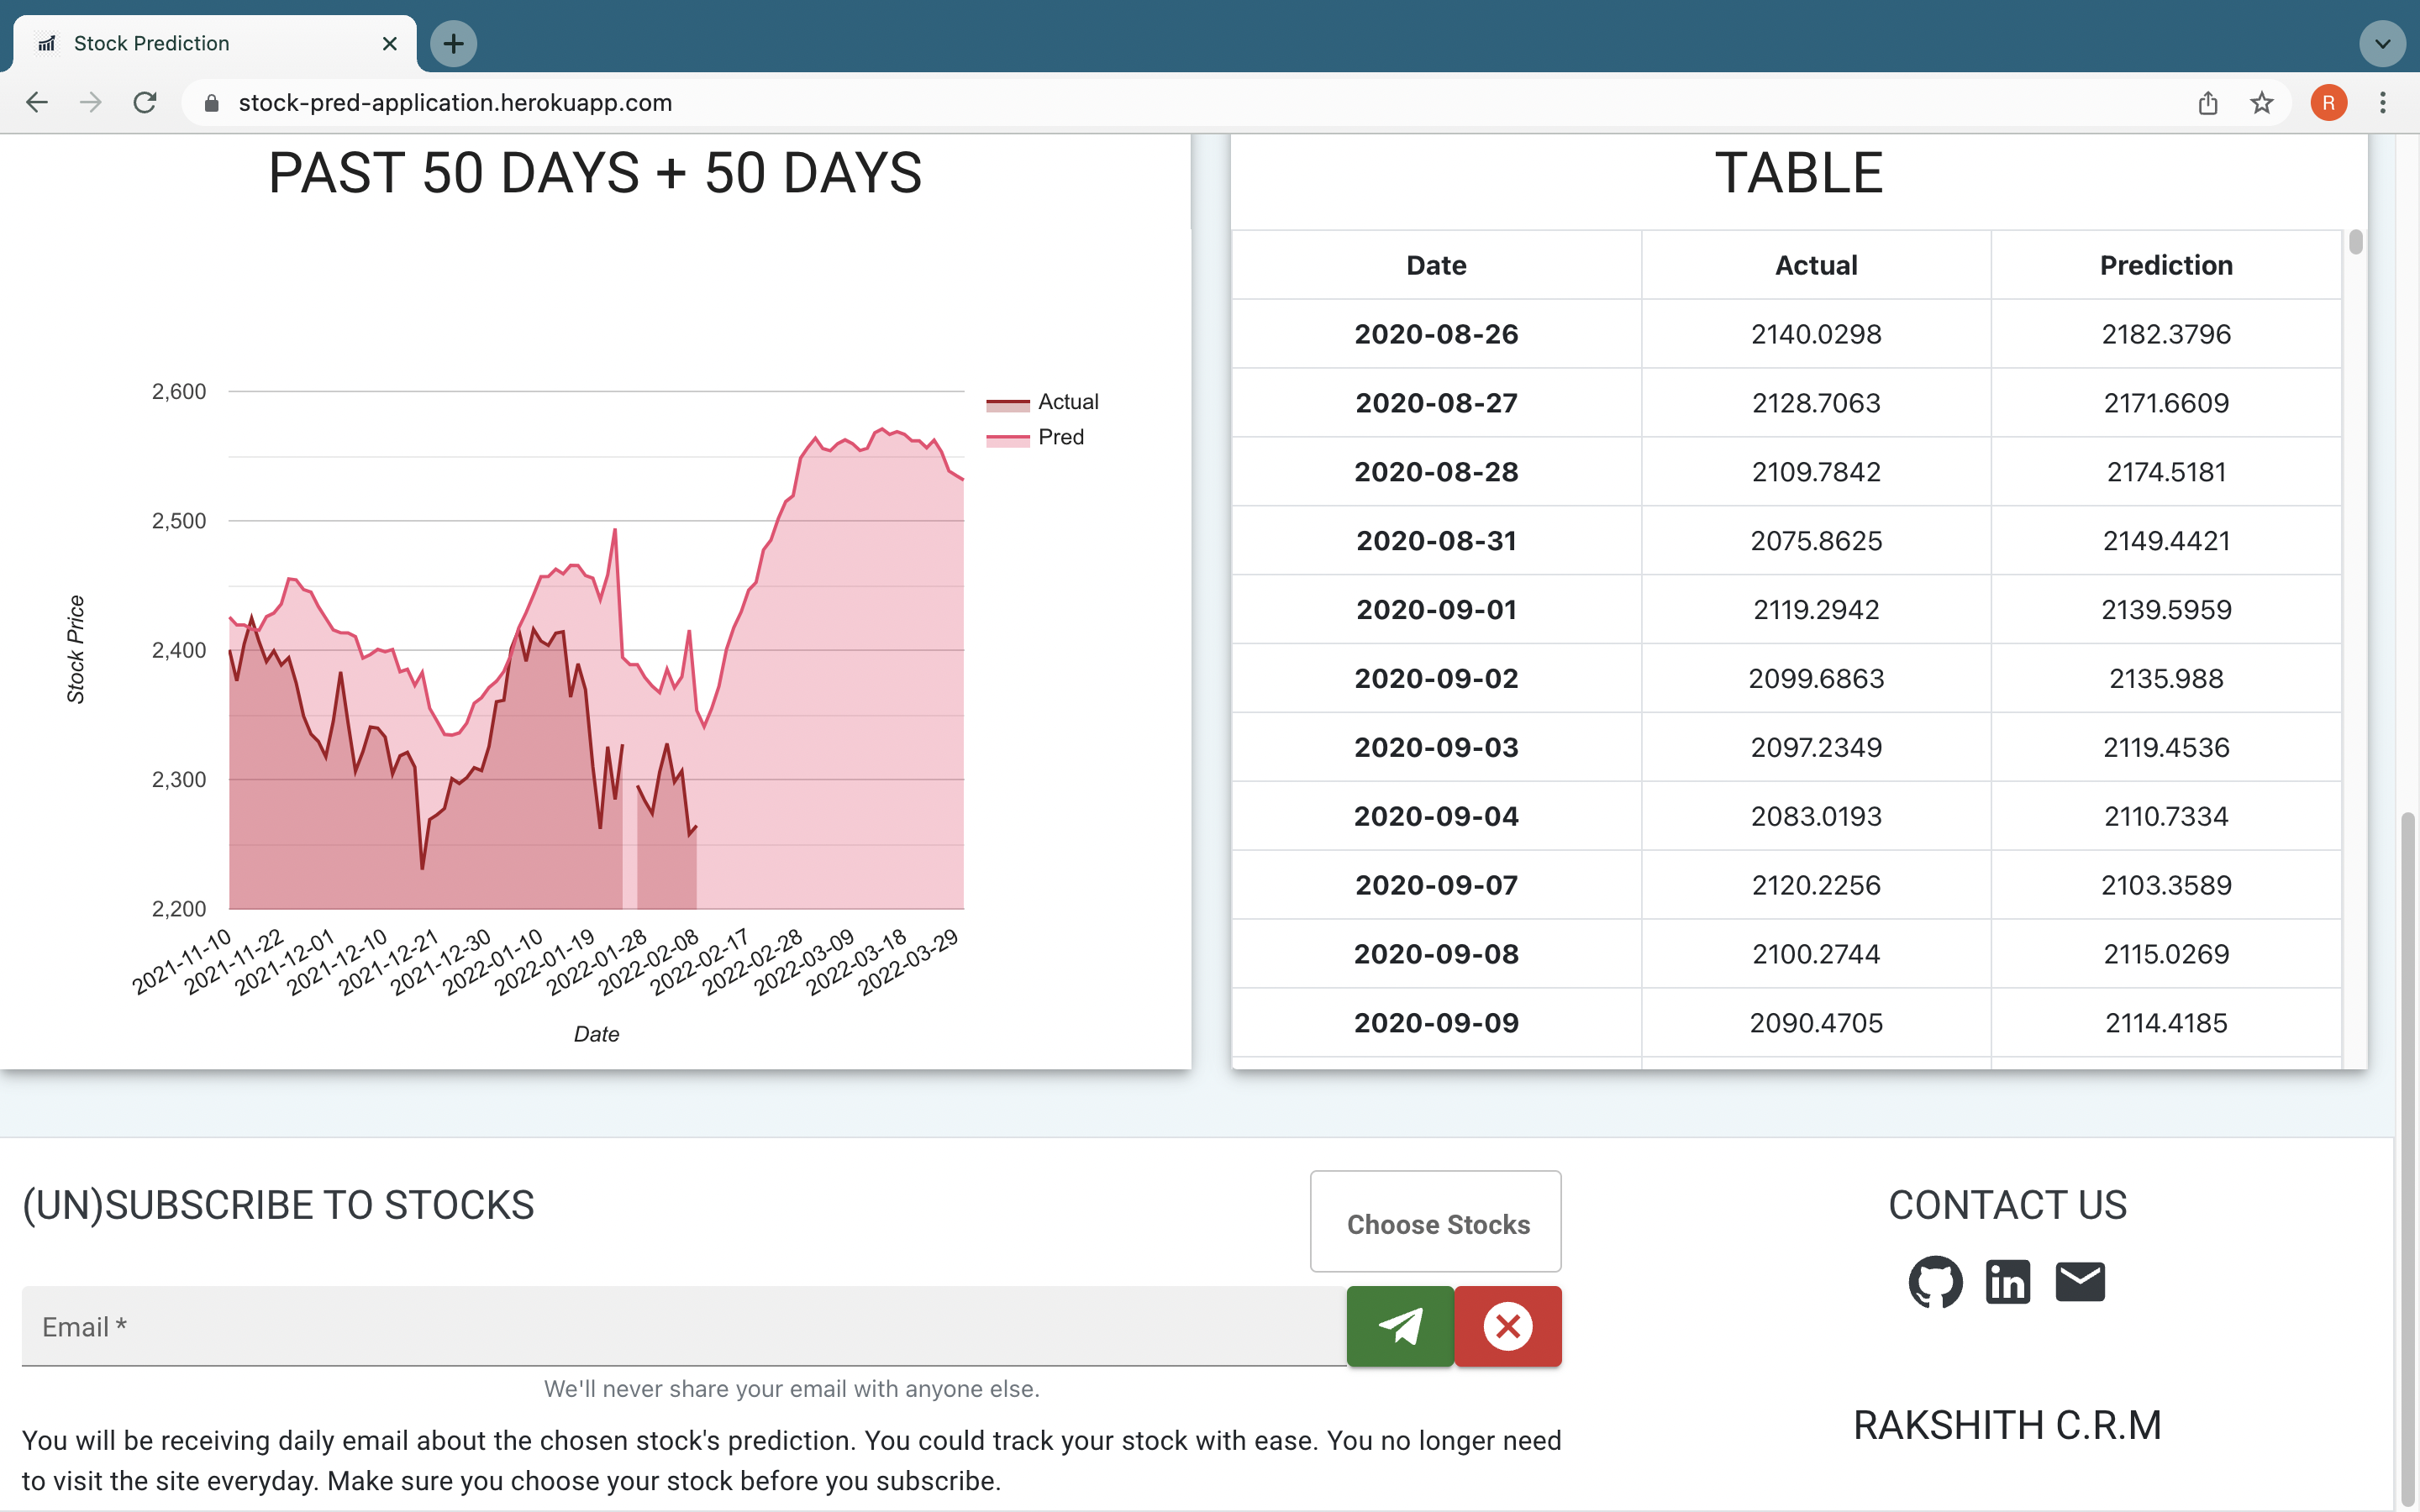 Stock Prediction
stock-pred-application.herokuapp.com
R
PAST 50 DAYS + 50 DAYS
2,600
2,500
2,400
2,300
2,200
Stock Price
Actual
Pred
2021-11-10
2021-11-22
2021-12-01
2021-12-10
2021-12-21
2021-12-30
2022-01-10
2022-01-19
2022-01-28
2022-02-08
2022-02-17
2022-02-28
2022-03-09
2022-03-18
2022-03-29
Date
TABLE
Date Actual Prediction
2020-08-26 2140.0298 2182.3796
2020-08-27 2128.7063 2171.6609
2020-08-28 2109.7842 2174.5181
2020-08-31 2075.8625 2149.4421
2020-09-01 2119.2942 2139.5959
2020-09-02 2099.6863 2135.988
2020-09-03 2097.2349 2119.4536
2020-09-04 2083.0193 2110.7334
2020-09-07 2120.2256 2103.3589
2020-09-08 2100.2744 2115.0269
2020-09-09 2090.4705 2114.4185
(UN)SUBSCRIBE TO STOCKS
Choose Stocks
Email *
We'll never share your email with anyone else.
You will be receiving daily email about the chosen stock's prediction. You could track your stock with ease. You no longer need
to visit the site everyday. Make sure you choose your stock before you subscribe.
CONTACT US
in
RAKSHITH C.R.M